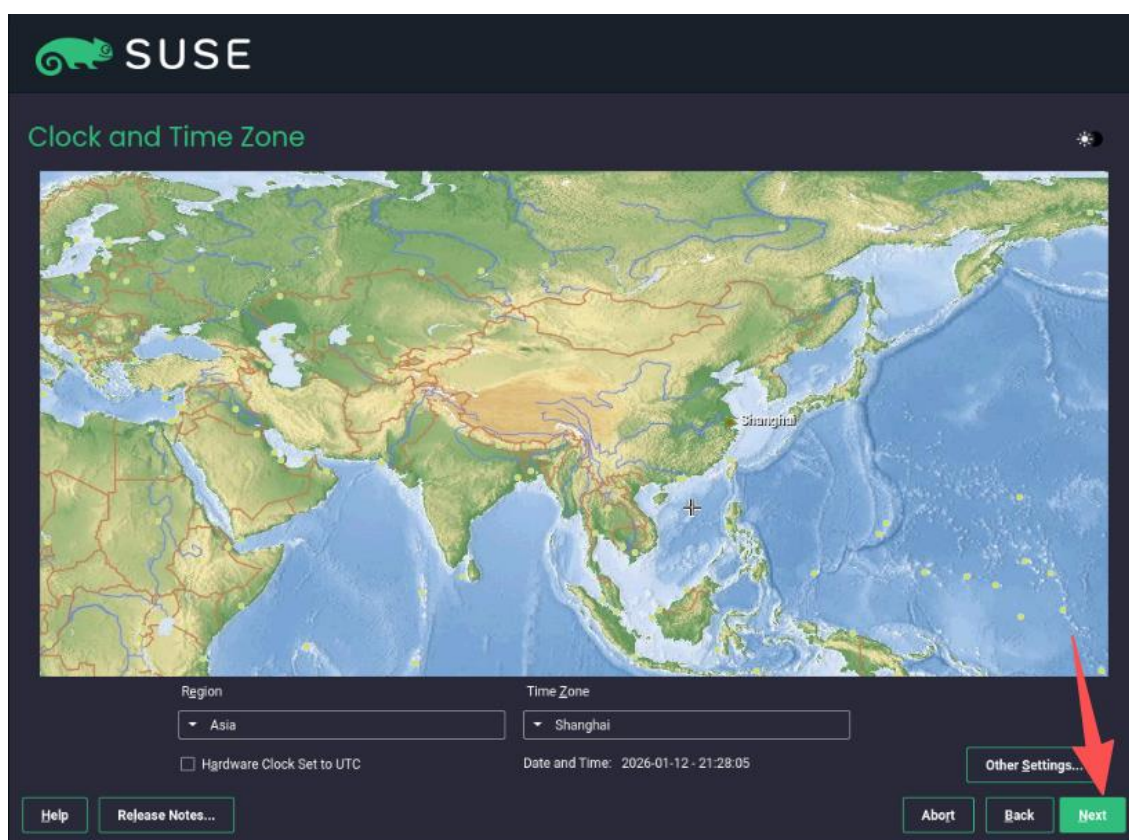 SUSE
Clock and Time Zone
Shanghai
Region
Time Zone
Asia
Shanghai
Hardware Clock Set to UTC
Date and Time: 2026-01-12 - 21:28:05
Other Settings...
Help
Release Notes...
Abort
Back
Next